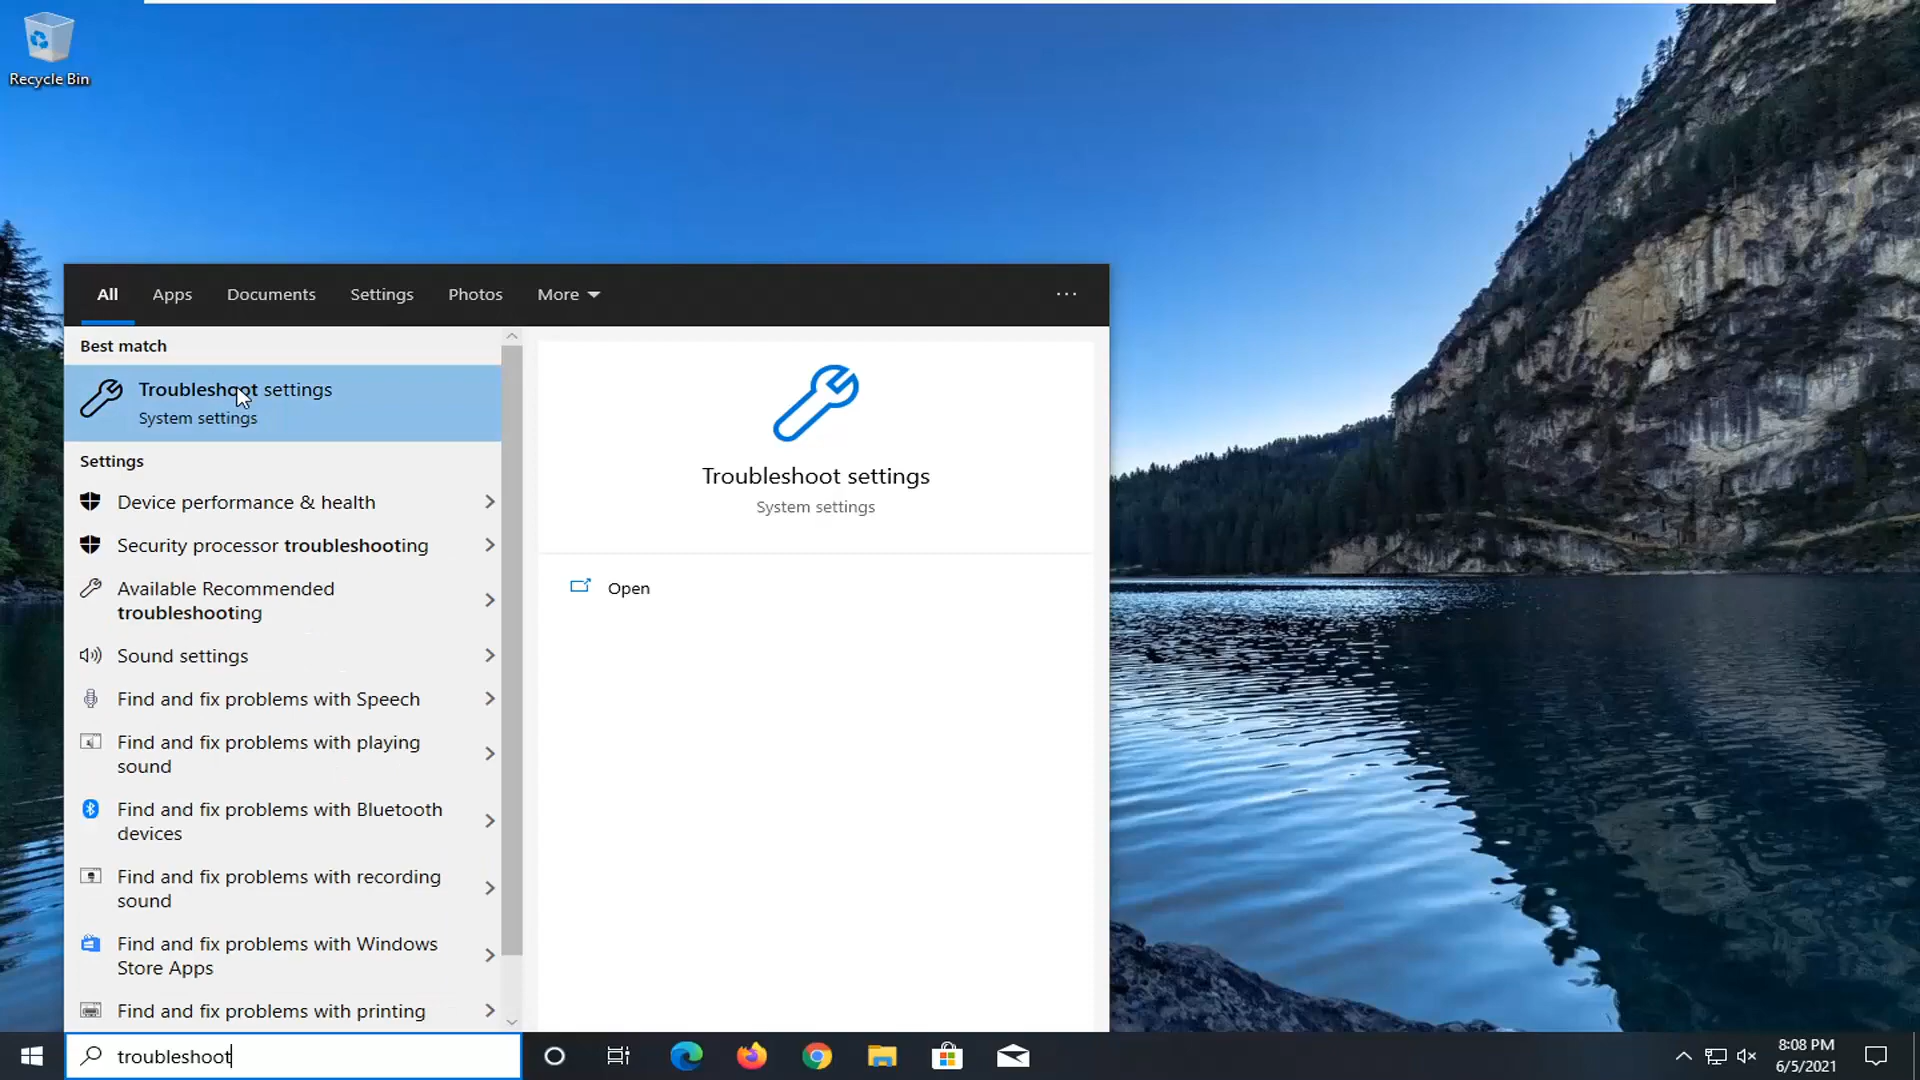 Recycle Bin
All Apps Documents Settings Photos More ...
Best match
Troubleshoot settings
System settings
Settings
Device performance & health
Security processor troubleshooting
Available Recommended
troubleshooting
Sound settings
Find and fix problems with Speech
Find and fix problems with playing
sound
Find and fix problems with Bluetooth
devices
Find and fix problems with recording
sound
Find and fix problems with Windows
Store Apps
Find and fix problems with printing
Troubleshoot settings
System settings
Open
troubleshoot
8:08 PM
6/5/2021